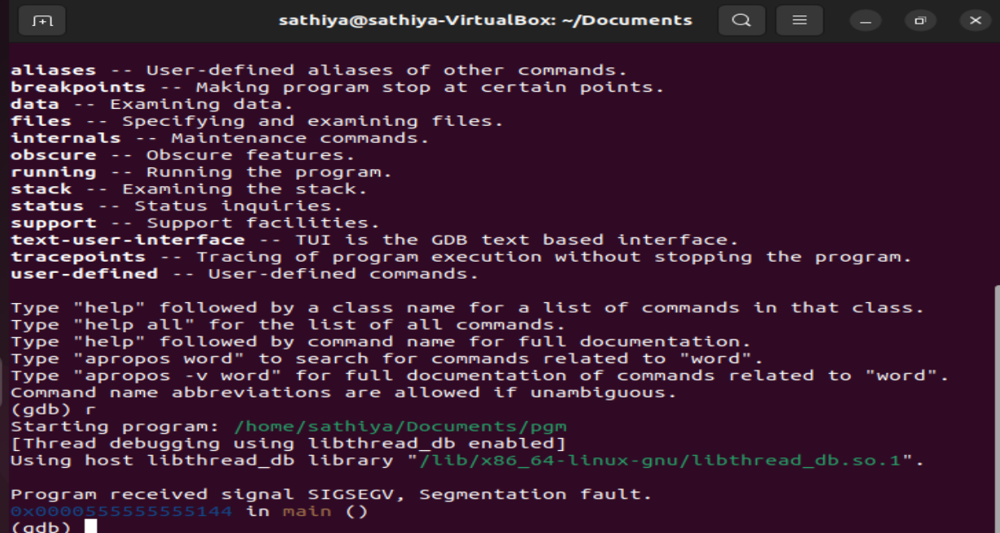 sathiya@sathiya-VirtualBox: ~/Documents
aliases -- User-defined aliases of other commands.
breakpoints -- Making program stop at certain points.
data -- Examining data.
files -- Specifying and examining files.
internals -- Maintenance commands.
obscure -- Obscure features.
running -- Running the program.
stack -- Examining the stack.
status -- Status inquiries.
support -- Support facilities.
text-user-interface -- TUI is the GDB text based interface.
tracepoints -- Tracing of program execution without stopping the program.
user-defined -- User-defined commands.
Type "help" followed by a class name for a list of commands in that class.
Type "help all" for the list of all commands.
Type "help" followed by command name for full documentation.
Type "apropos word" to search for commands related to "word".
Type "apropos -v word" for full documentation of commands related to "word".
Command name abbreviations are allowed if unambiguous.
(gdb) r
Starting program: /home/sathiya/Documents/pgm
[Thread debugging using libthread_db enabled]
Using host libthread_db library "/lib/x86_64-linux-gnu/libthread_db.so.1".
Program received signal SIGSEGV, Segmentation fault.
0x0000555555555144 in main ()
(gdb)